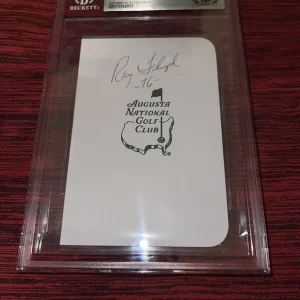 BECKETT
Ray Floyd
"76"
AUGUSTA
NATIONAL
GOLF
CLUB
®